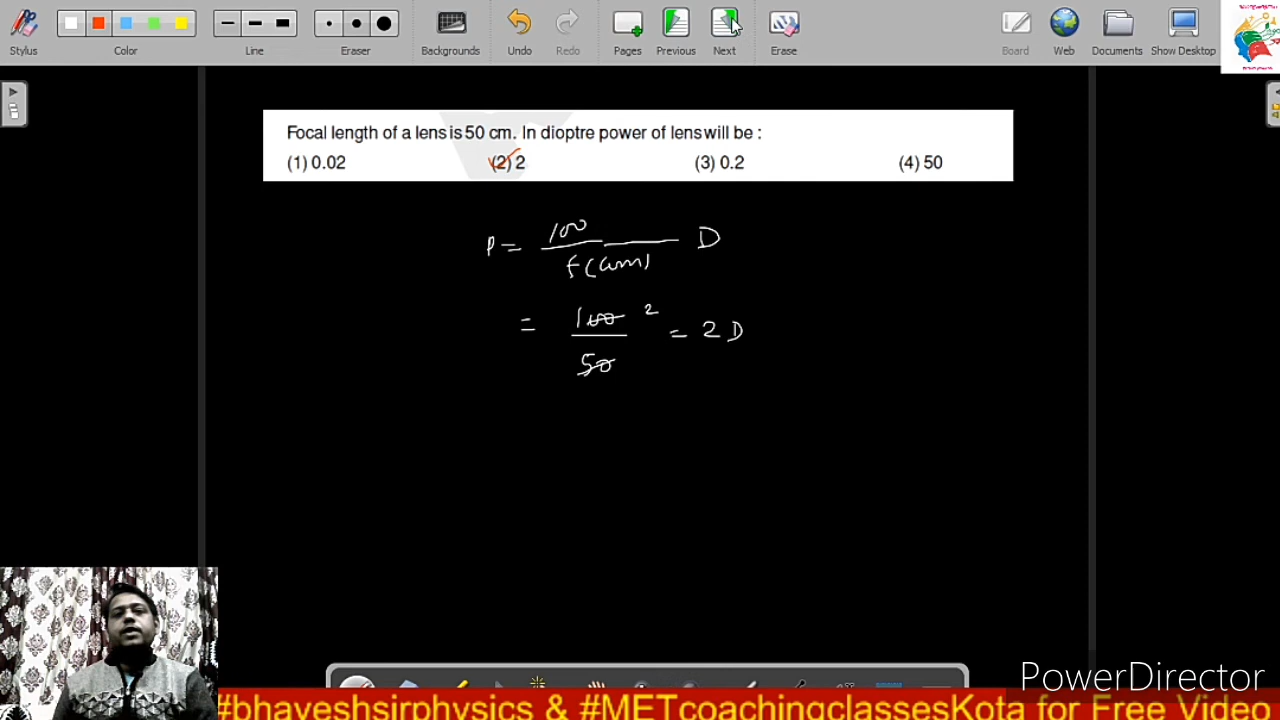 Stylus Color Line Eraser Backgrounds Undo Redo Pages Previous Next Erase Board Web Documents Show Desktop
Focal length of a lens is 50 cm. In dioptre power of lens will be :
(1) 0.02 (2) 2 (3) 0.2 (4) 50
P = 100 / f(cm) D
= 100 / 50 2 = 2 D
PowerDirector
#bhaveshsirphysics & #METcoachingclassesKota for Free Video